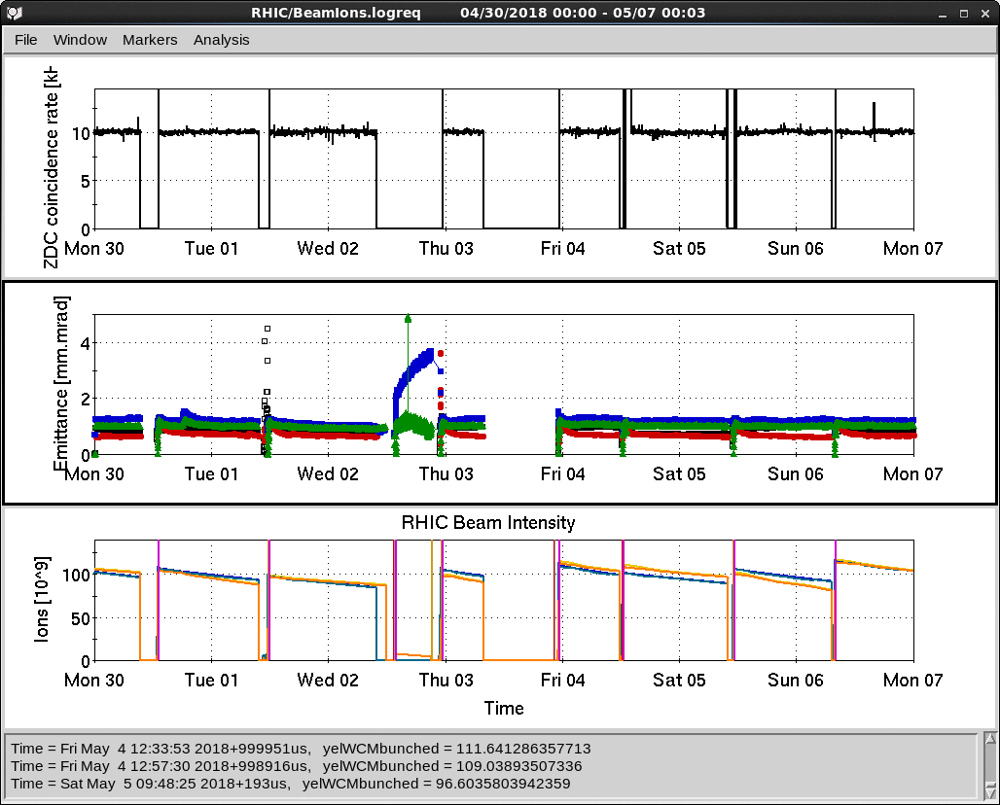 RHIC/BeamIons.logreq 04/30/2018 00:00 - 05/07 00:03
File Window Markers Analysis
ZDC coincidence rate [kH
10
5
0
Mon 30 Tue 01 Wed 02 Thu 03 Fri 04 Sat 05 Sun 06 Mon 07
Emittance [mm.mrad]
4
2
0
Mon 30 Tue 01 Wed 02 Thu 03 Fri 04 Sat 05 Sun 06 Mon 07
RHIC Beam Intensity
Ions [10^9]
100
50
0
Mon 30 Tue 01 Wed 02 Thu 03 Fri 04 Sat 05 Sun 06 Mon 07
Time
Time = Fri May 4 12:33:53 2018+999951us, yelWCMbunched = 111.641286357713
Time = Fri May 4 12:57:30 2018+998916us, yelWCMbunched = 109.03893507336
Time = Sat May 5 09:48:25 2018+193us, yelWCMbunched = 96.6035803942359